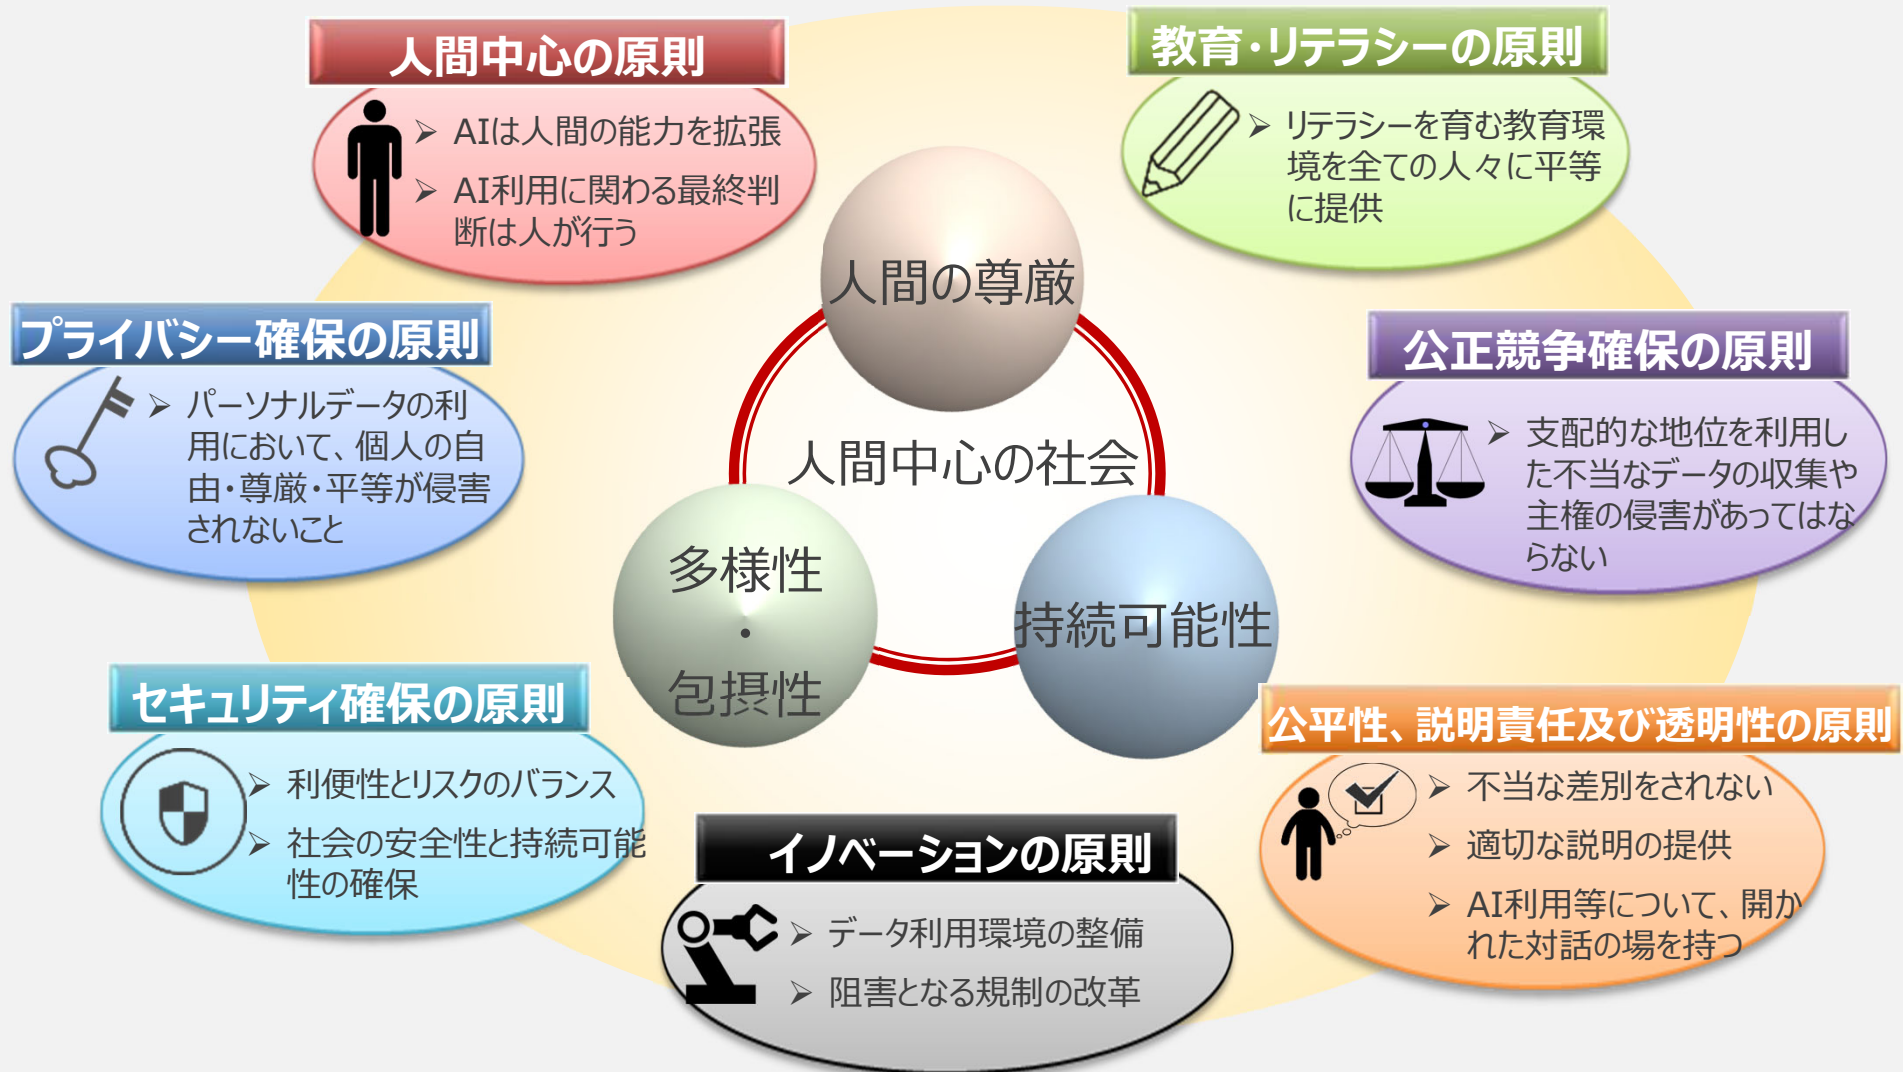 人間中心の原則
➢ AIは人間の能力を拡張
➢ AI利用に関わる最終判
断は人が行う
教育・リテラシーの原則
➢ リテラシーを育む教育環
境を全ての人々に平等
に提供
プライバシー確保の原則
➢ パーソナルデータの利
用において、個人の自
由・尊厳・平等が侵害
されないこと
人間の尊厳
人間中心の社会
多様性
・
包摂性
持続可能性
公正競争確保の原則
➢ 支配的な地位を利用し
た不当なデータの収集や
主権の侵害があってはな
らない
セキュリティ確保の原則
➢ 利便性とリスクのバランス
➢ 社会の安全性と持続可能
性の確保
イノベーションの原則
➢ データ利用環境の整備
➢ 阻害となる規制の改革
公平性、説明責任及び透明性の原則
➢ 不当な差別をされない
➢ 適切な説明の提供
➢ AI利用等について、開か
れた対話の場を持つ